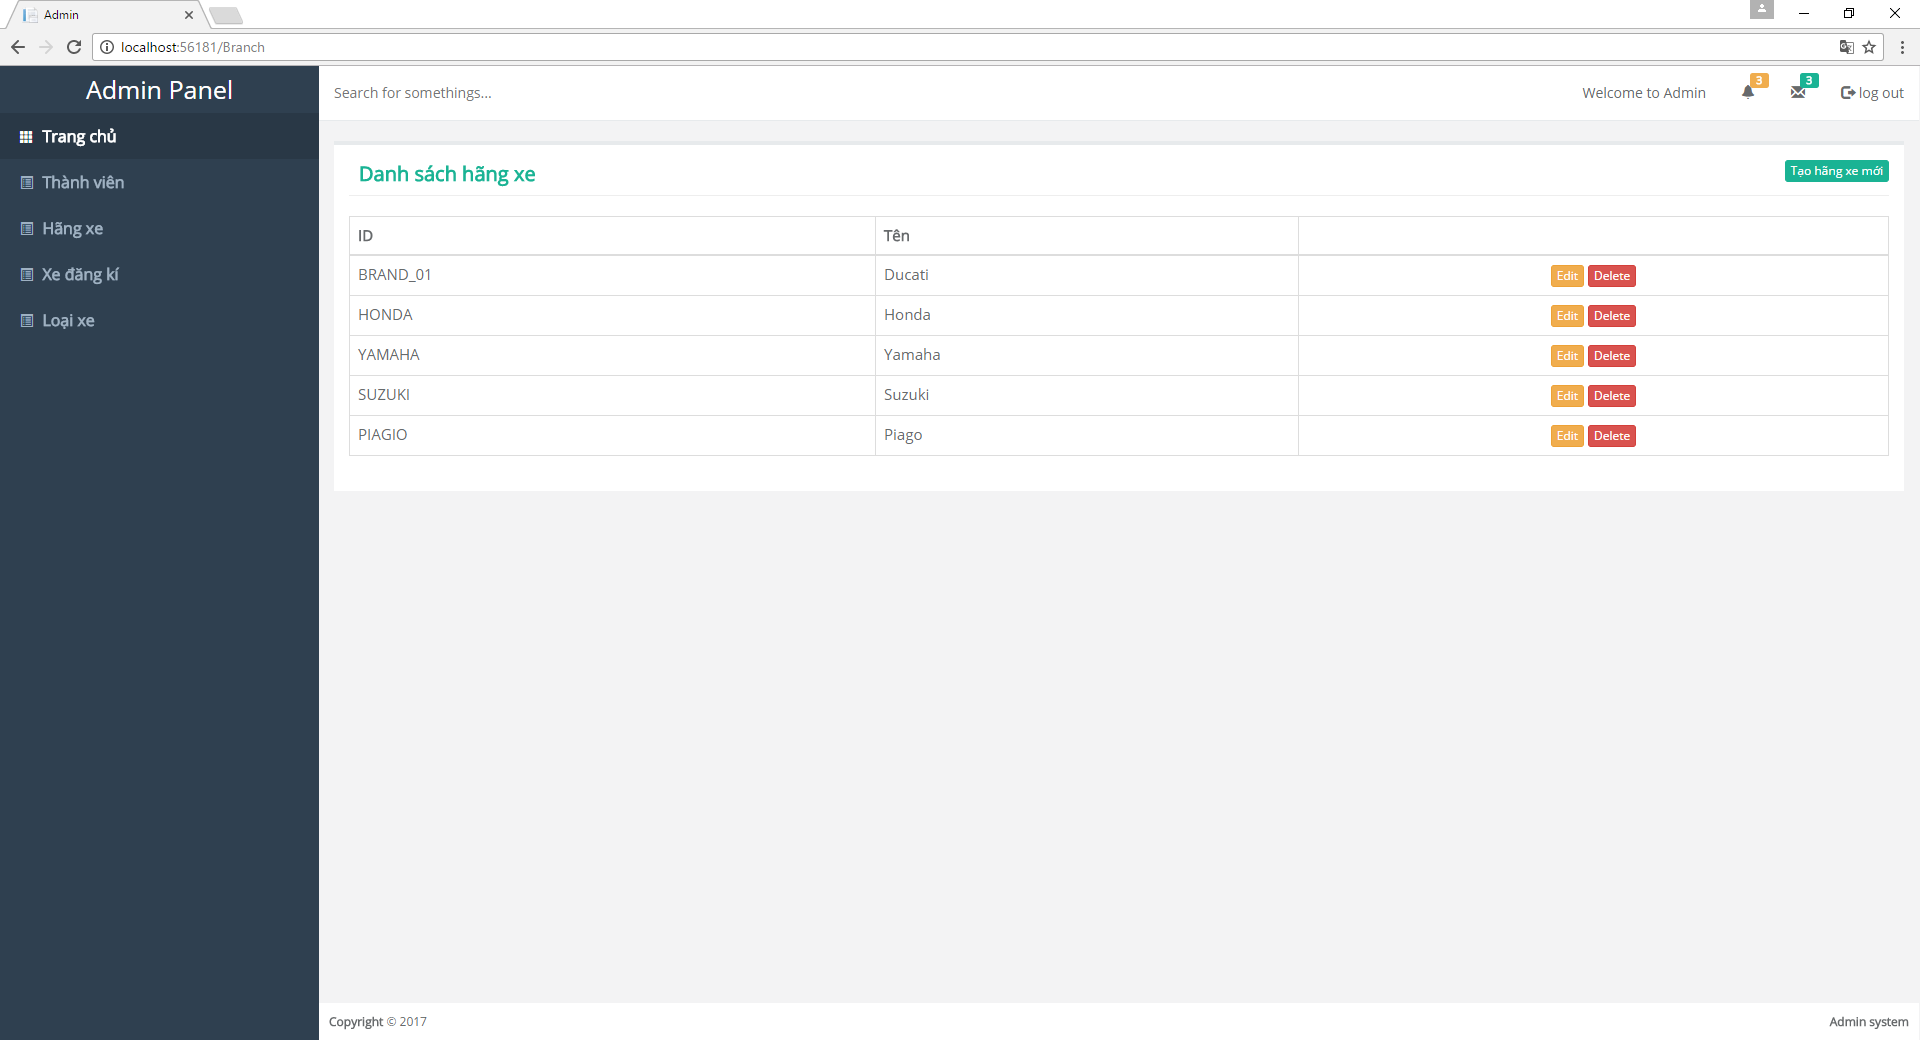 Admin
localhost:56181/Branch
Admin Panel
Trang chủ
Thành viên
Hãng xe
Xe đăng kí
Loại xe
Search for somethings...
Welcome to Admin
3
3
log out
Danh sách hãng xe
Tạo hãng xe mới
ID Tên
BRAND_01 Ducati Edit Delete
HONDA Honda Edit Delete
YAMAHA Yamaha Edit Delete
SUZUKI Suzuki Edit Delete
PIAGIO Piago Edit Delete
Copyright © 2017
Admin system